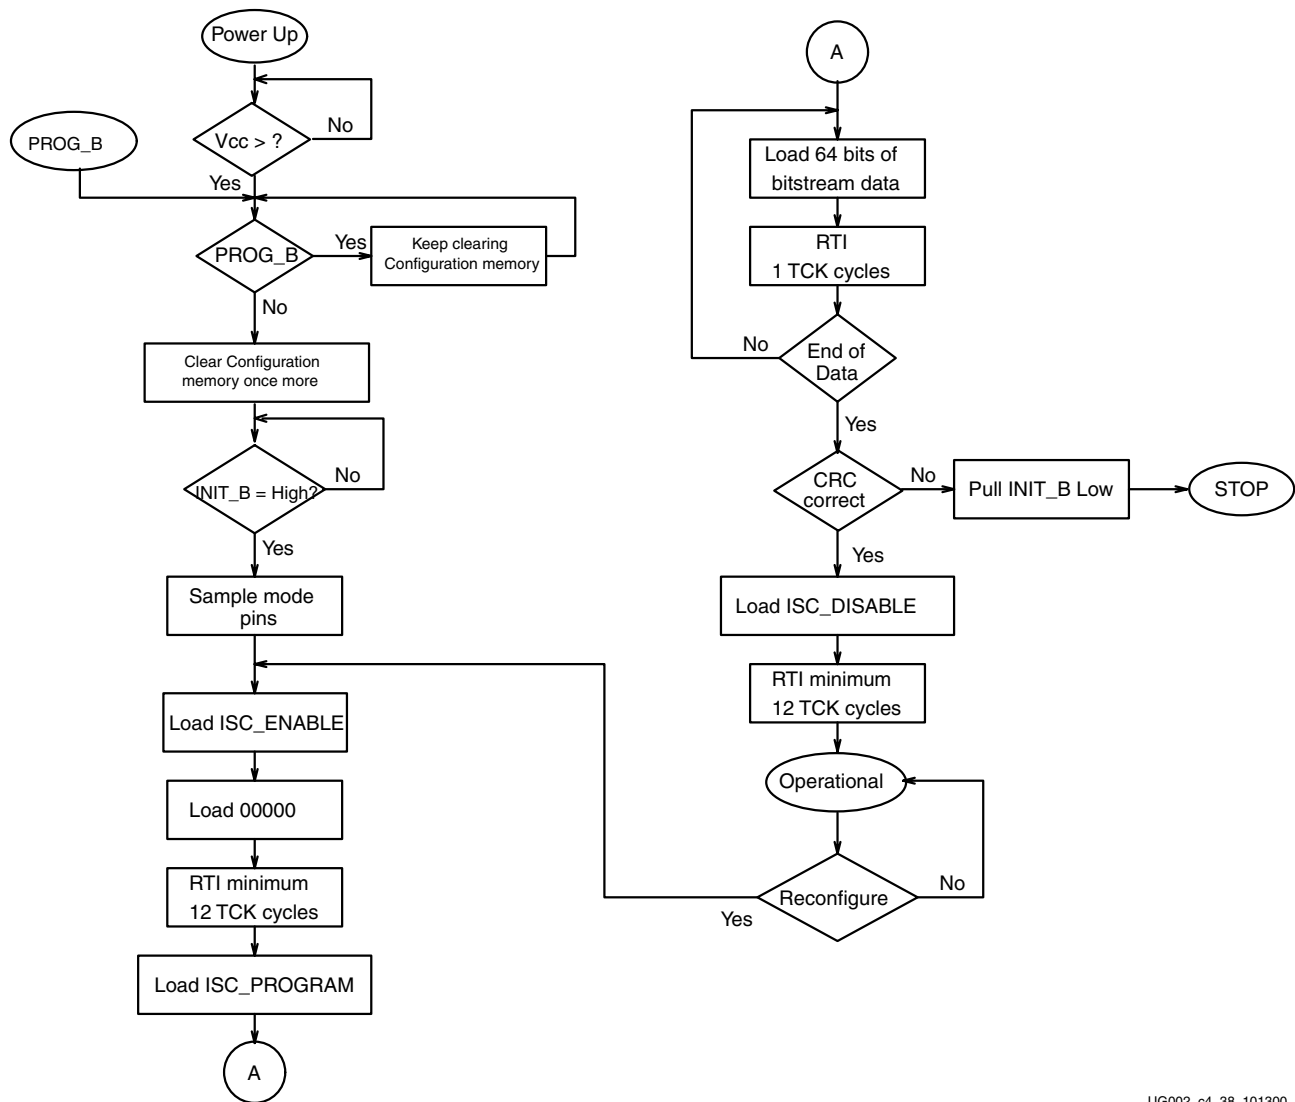 Power Up
Vcc > ?
No
Yes
PROG_B
PROG_B
Yes
Keep clearing
Configuration memory
No
Clear Configuration
memory once more
INIT_B = High?
No
Yes
Sample mode
pins
Load ISC_ENABLE
Load 00000
RTI minimum
12 TCK cycles
Load ISC_PROGRAM
A
A
Load 64 bits of
bitstream data
RTI
1 TCK cycles
End of
Data
No
Yes
CRC
correct
No
Pull INIT_B Low
STOP
Yes
Load ISC_DISABLE
RTI minimum
12 TCK cycles
Operational
Reconfigure
No
Yes
UG002_c4_38_101300